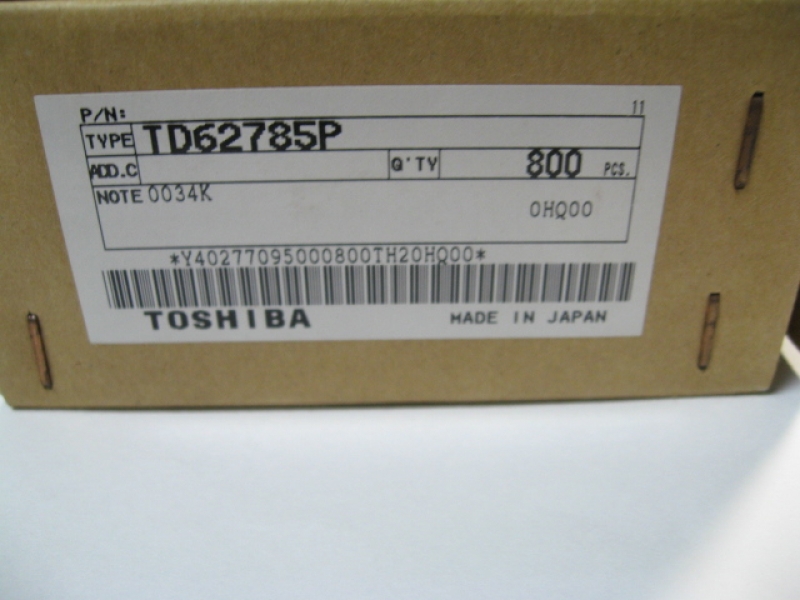 P/N: 11
TYPE TD62785P
ADD.C Q'TY 800 PCS.
NOTE 0034K
0HQ00
*Y40277095000800TH20HQ00*
TOSHIBA MADE IN JAPAN